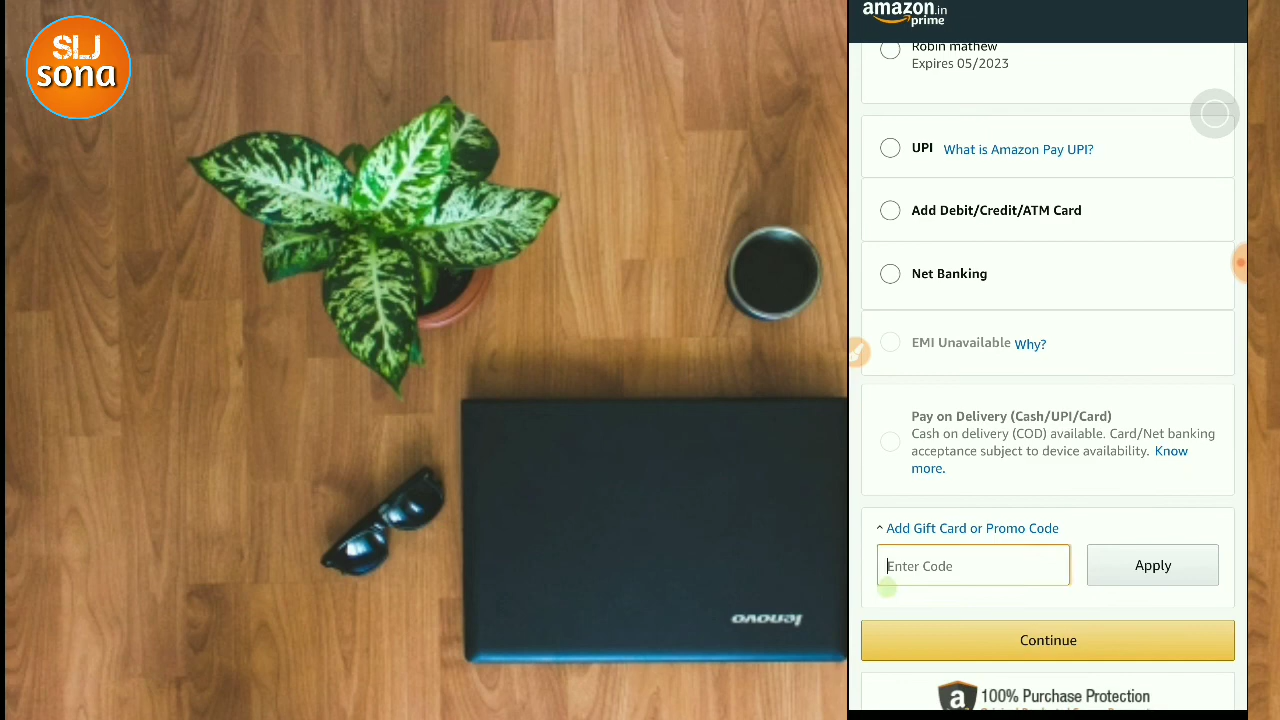 SLJ
sona
amazon.in
prime
Robin mathew
Expires 05/2023
UPI What is Amazon Pay UPI?
Add Debit/Credit/ATM Card
Net Banking
EMI Unavailable Why?
Pay on Delivery (Cash/UPI/Card)
Cash on delivery (COD) available. Card/Net banking
acceptance subject to device availability. Know
more.
^ Add Gift Card or Promo Code
Enter Code
Apply
Continue
a 100% Purchase Protection
lenovo